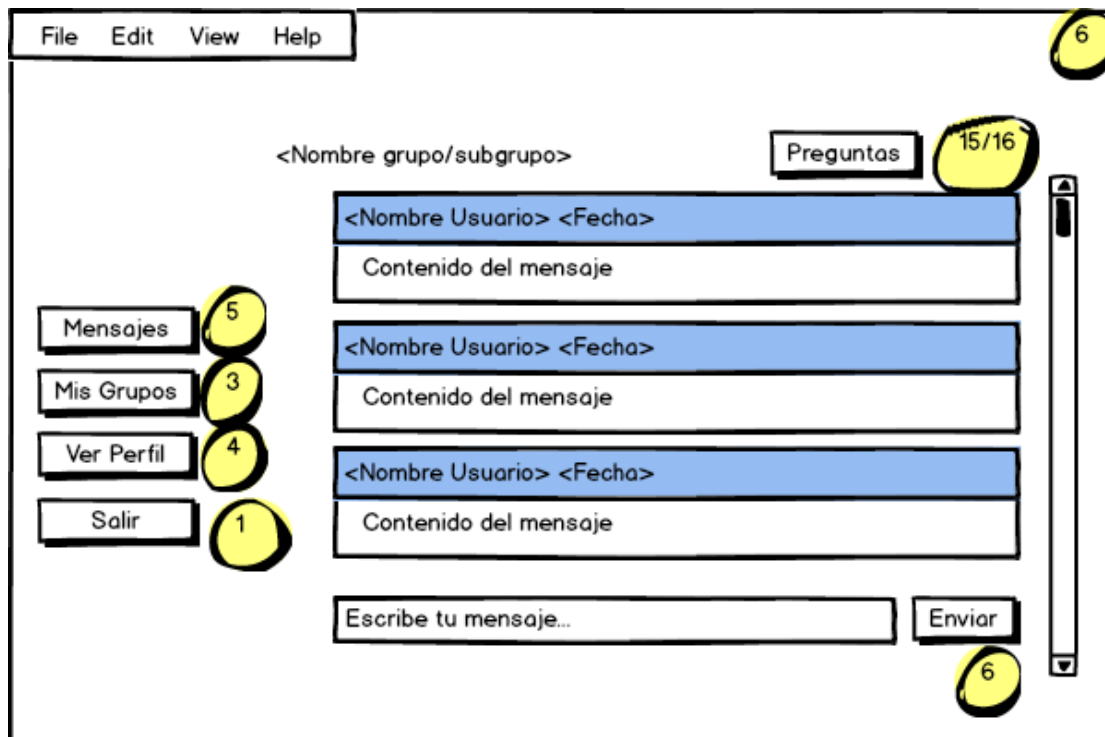 File Edit View Help
6
<Nombre grupo/subgrupo>
Preguntas
15/16
<Nombre Usuario> <Fecha>
Contenido del mensaje
<Nombre Usuario> <Fecha>
Contenido del mensaje
<Nombre Usuario> <Fecha>
Contenido del mensaje
Mensajes
5
Mis Grupos
3
Ver Perfil
4
Salir
1
Escribe tu mensaje...
Enviar
6